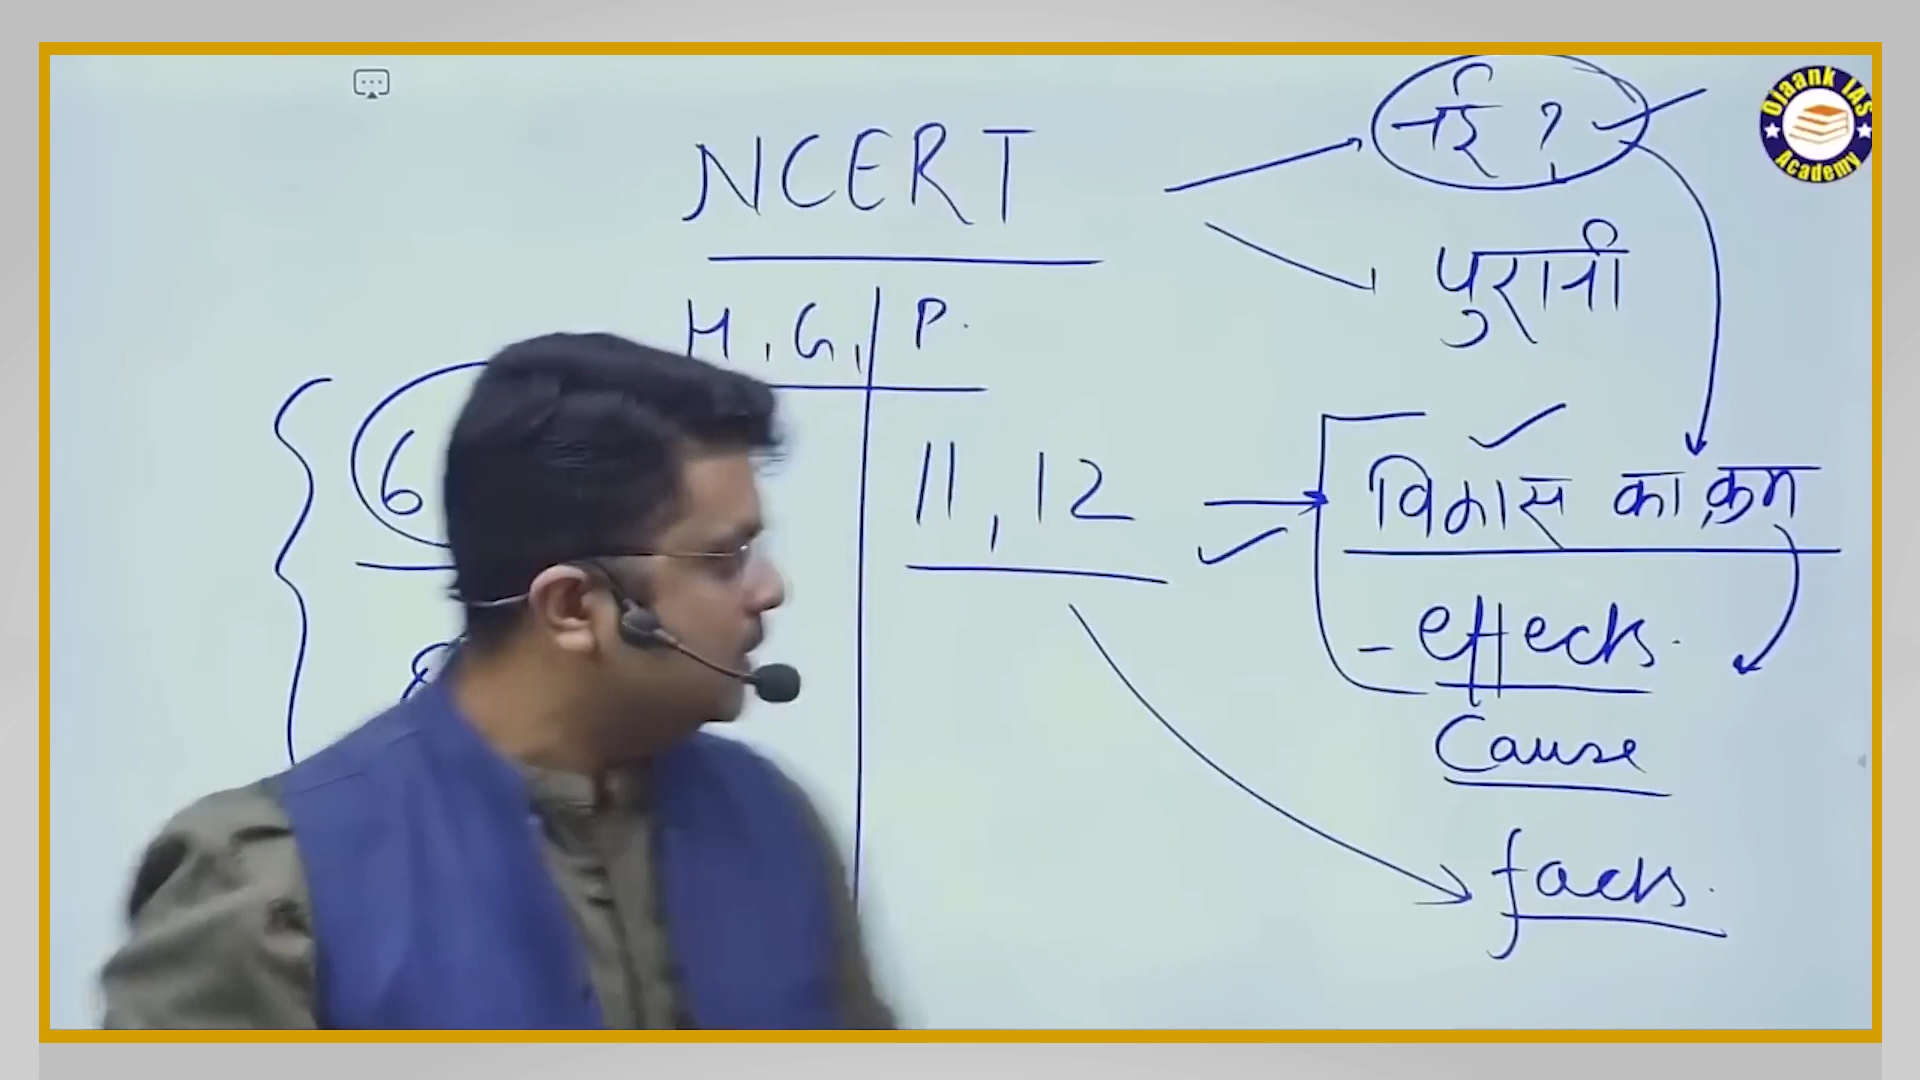 NCERT
नई ?
पुरानी
H, G, P.
6
11, 12
विकास का क्रम
- effects.
Cause
facts.
Ojaank IAS
Academy